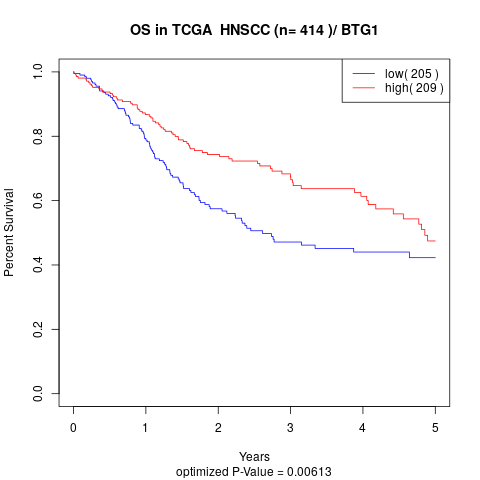 OS in TCGA HNSCC (n= 414 )/ BTG1
low( 205 )
high( 209 )
Percent Survival
1.0
0.8
0.6
0.4
0.2
0.0
0 1 2 3 4 5
Years
optimized P-Value = 0.00613